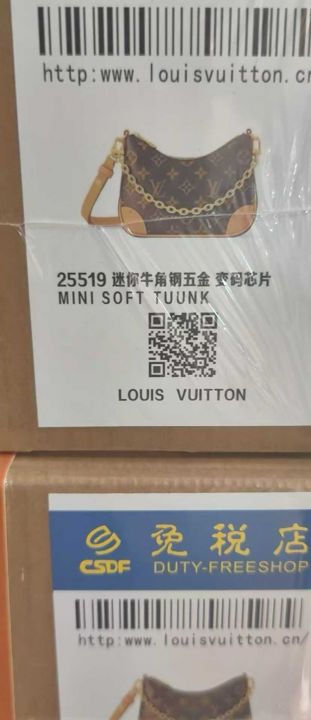 http:www.louisvuitton.cn
25519 迷你牛角钢五金 变码芯片
MINI SOFT TUUNK
LOUIS VUITTON
CSDF 免税店
DUTY-FREESHOP
http:www.louisvuitton.cn/